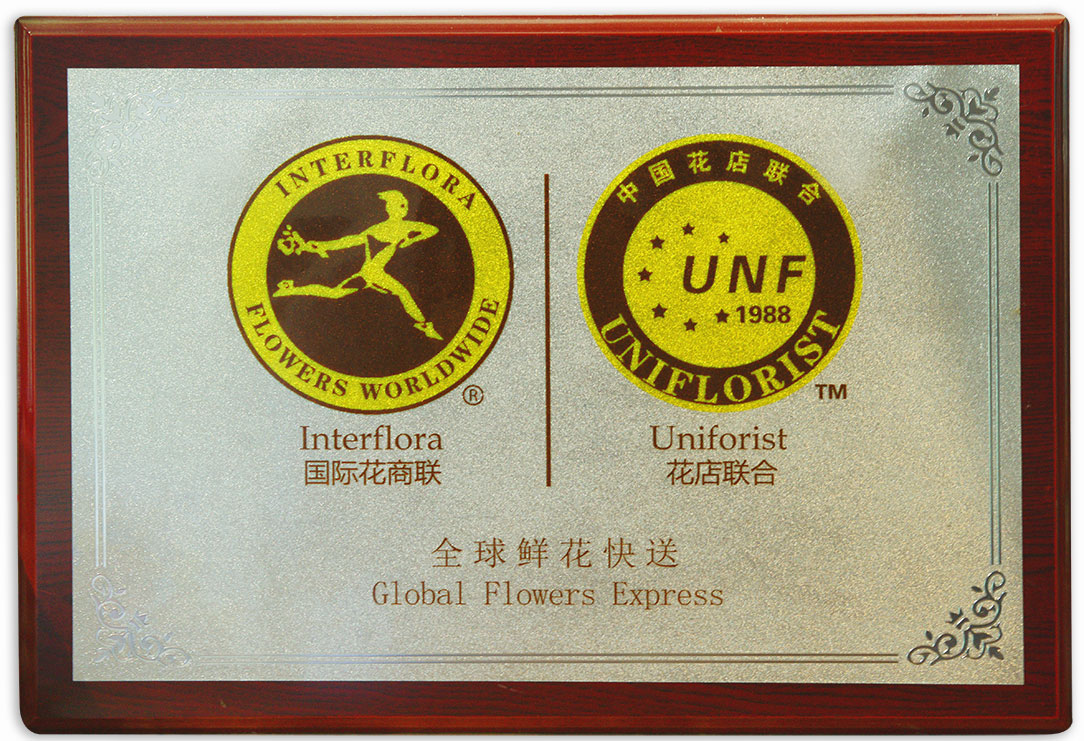 INTERFLORA
FLOWERS WORLDWIDE
®
Interflora
国际花商联
中国花店联合
UNF
1988
UNIFLORIST
TM
Uniforist
花店联合
全球鲜花快送
Global Flowers Express